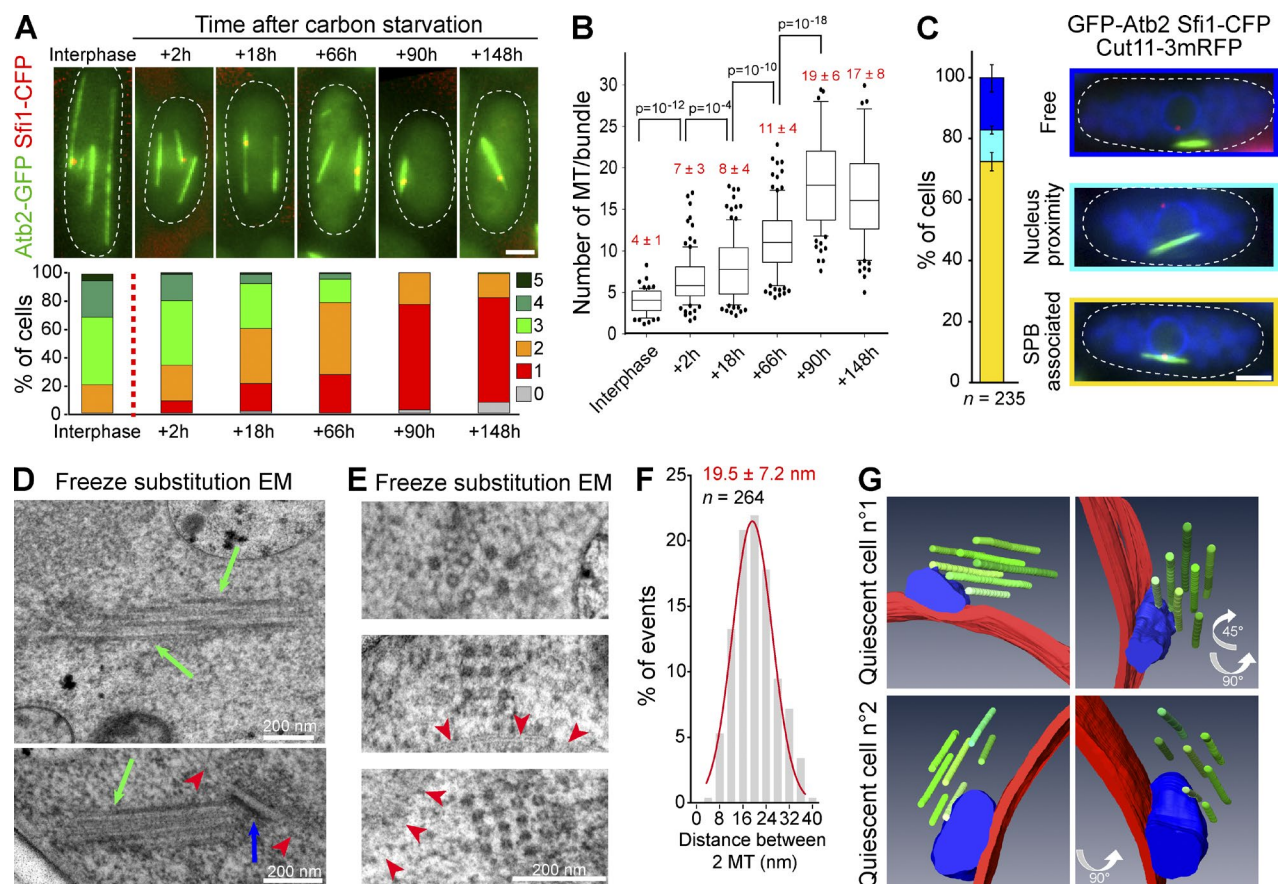 A
Time after carbon starvation
Interphase +2h +18h +66h +90h +148h
Atb2-GFP Sfi1-CFP
% of cells
100
80
60
40
20
0
5
4
3
2
1
0
Interphase +2h +18h +66h +90h +148h
B
Number of MT/bundle
30
25
20
15
10
5
0
p=10-18
p=10-10
p=10-12
p=10-4
4 ± 1
7 ± 3
8 ± 4
11 ± 4
19 ± 6
17 ± 8
Interphase
+2h
+18h
+66h
+90h
+148h
C
GFP-Atb2 Sfi1-CFP
Cut11-3mRFP
% of cells
100
80
60
40
20
0
n = 235
Free
Nucleus
proximity
SPB
associated
D
Freeze substitution EM
200 nm
200 nm
E
Freeze substitution EM
200 nm
F
19.5 ± 7.2 nm
n = 264
% of events
25
20
15
10
5
0
0 8 16 24 32 40
Distance between
2 MT (nm)
G
Quiescent cell n°1
45°
90°
Quiescent cell n°2
90°